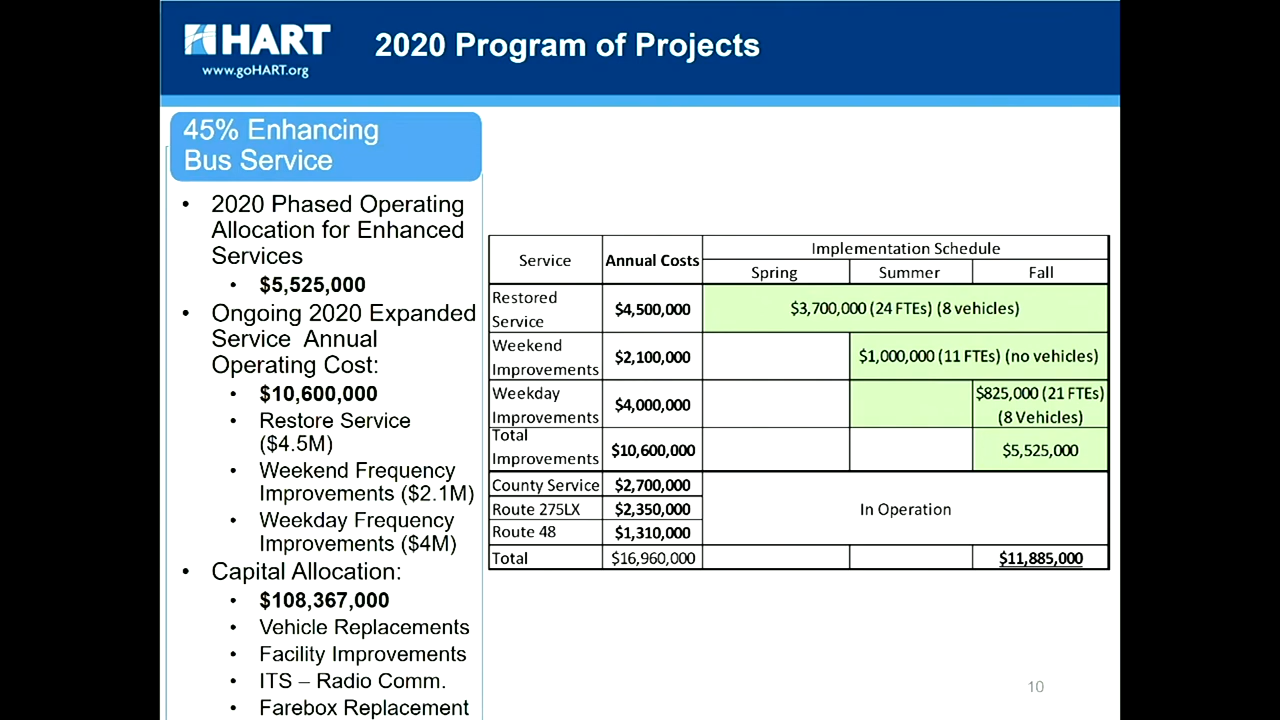 HART
www.goHART.org
2020 Program of Projects
45% Enhancing
Bus Service
• 2020 Phased Operating
Allocation for Enhanced
Services
• $5,525,000
• Ongoing 2020 Expanded
Service Annual
Operating Cost:
• $10,600,000
• Restore Service
($4.5M)
• Weekend Frequency
Improvements ($2.1M)
• Weekday Frequency
Improvements ($4M)
• Capital Allocation:
• $108,367,000
• Vehicle Replacements
• Facility Improvements
• ITS – Radio Comm.
• Farebox Replacement
Service Annual Costs Implementation Schedule
Spring Summer Fall
Restored
Service $4,500,000 $3,700,000 (24 FTEs) (8 vehicles)
Weekend
Improvements $2,100,000 $1,000,000 (11 FTEs) (no vehicles)
Weekday
Improvements $4,000,000 $825,000 (21 FTEs)
(8 Vehicles)
Total
Improvements $10,600,000 $5,525,000
County Service $2,700,000
Route 275LX $2,350,000 In Operation
Route 48 $1,310,000
Total $16,960,000 $11,885,000
10